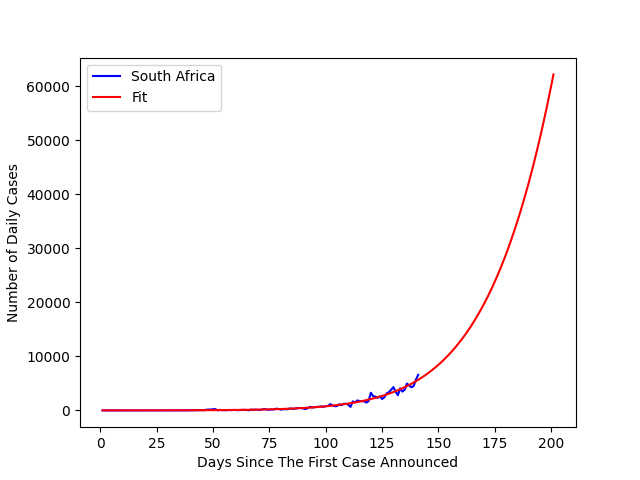 South Africa
Fit
60000
50000
40000
30000
20000
10000
0
Number of Daily Cases
0 25 50 75 100 125 150 175 200
Days Since The First Case Announced